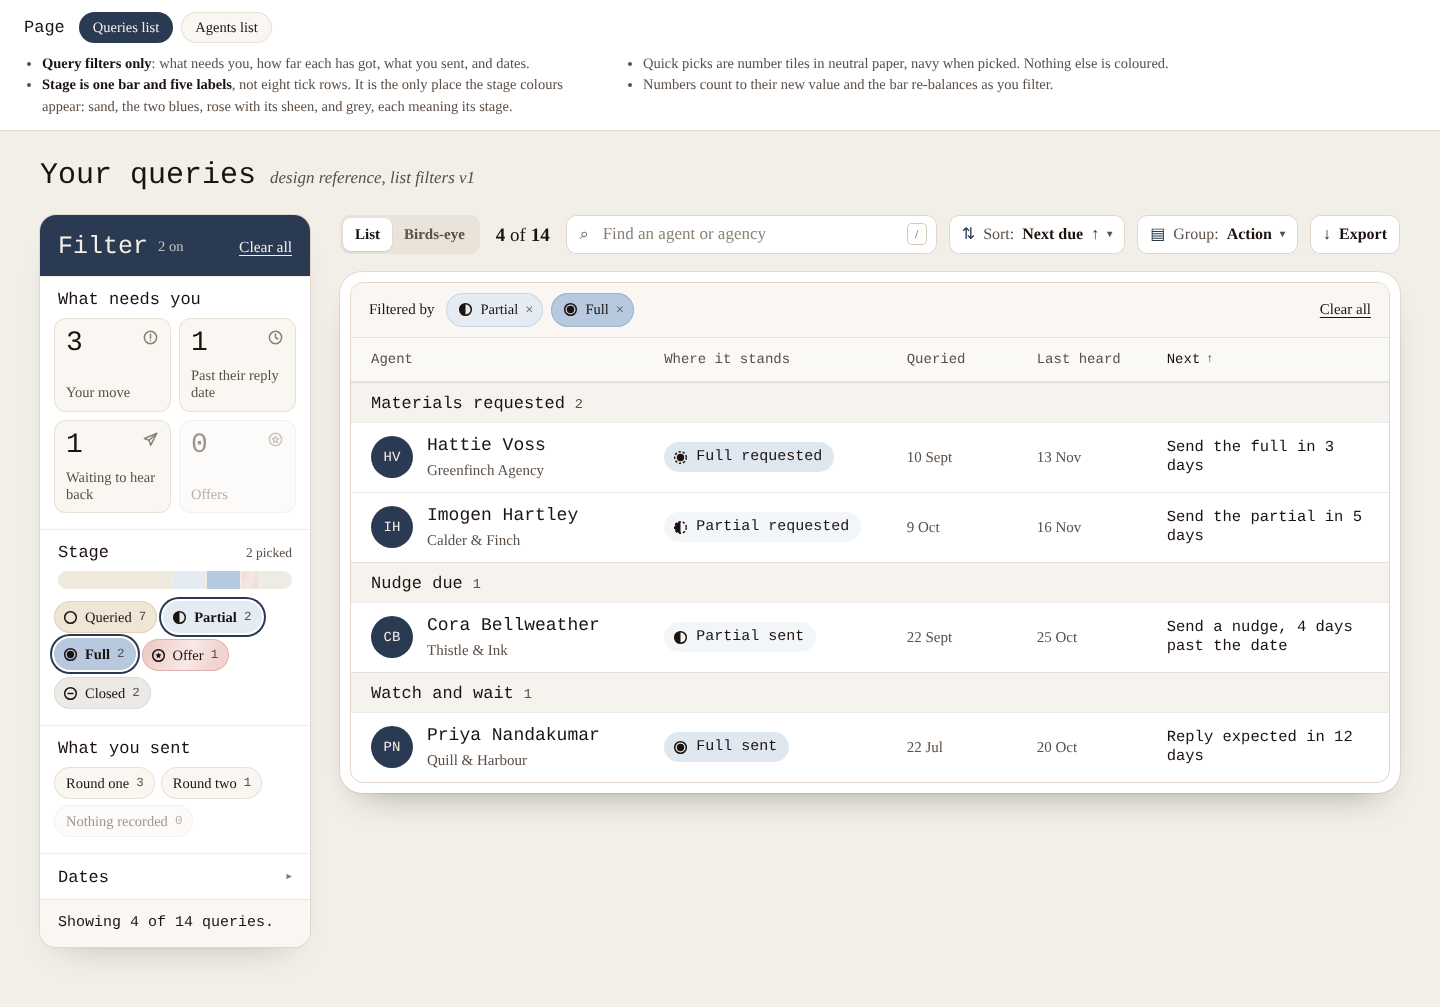 Page Queries list Agents list
Query filters only: what needs you, how far each has got, what you sent, and dates.
Stage is one bar and five labels, not eight tick rows. It is the only place the stage colours
appear: sand, the two blues, rose with its sheen, and grey, each meaning its stage.
Quick picks are number tiles in neutral paper, navy when picked. Nothing else is coloured.
Numbers count to their new value and the bar re-balances as you filter.
Your queries design reference, list filters v1
Filter 2 on Clear all
What needs you
3
Your move
1
Past their reply
date
1
Waiting to hear
back
0
Offers
Stage 2 picked
Queried 7 Partial 2
Full 2 Offer 1
Closed 2
What you sent
Round one 3 Round two 1
Nothing recorded 0
Dates
Showing 4 of 14 queries.
List Birds-eye 4 of 14 Find an agent or agency / Sort: Next due ↑ Group: Action ↓ Export
Filtered by Partial × Full × Clear all
Agent Where it stands Queried Last heard Next ↑
Materials requested 2
HV Hattie Voss
Greenfinch Agency
Full requested 10 Sept 13 Nov
Send the full in 3
days
IH Imogen Hartley
Calder & Finch
Partial requested 9 Oct 16 Nov
Send the partial in 5
days
Nudge due 1
CB Cora Bellweather
Thistle & Ink
Partial sent 22 Sept 25 Oct
Send a nudge, 4 days
past the date
Watch and wait 1
PN Priya Nandakumar
Quill & Harbour
Full sent 22 Jul 20 Oct
Reply expected in 12
days